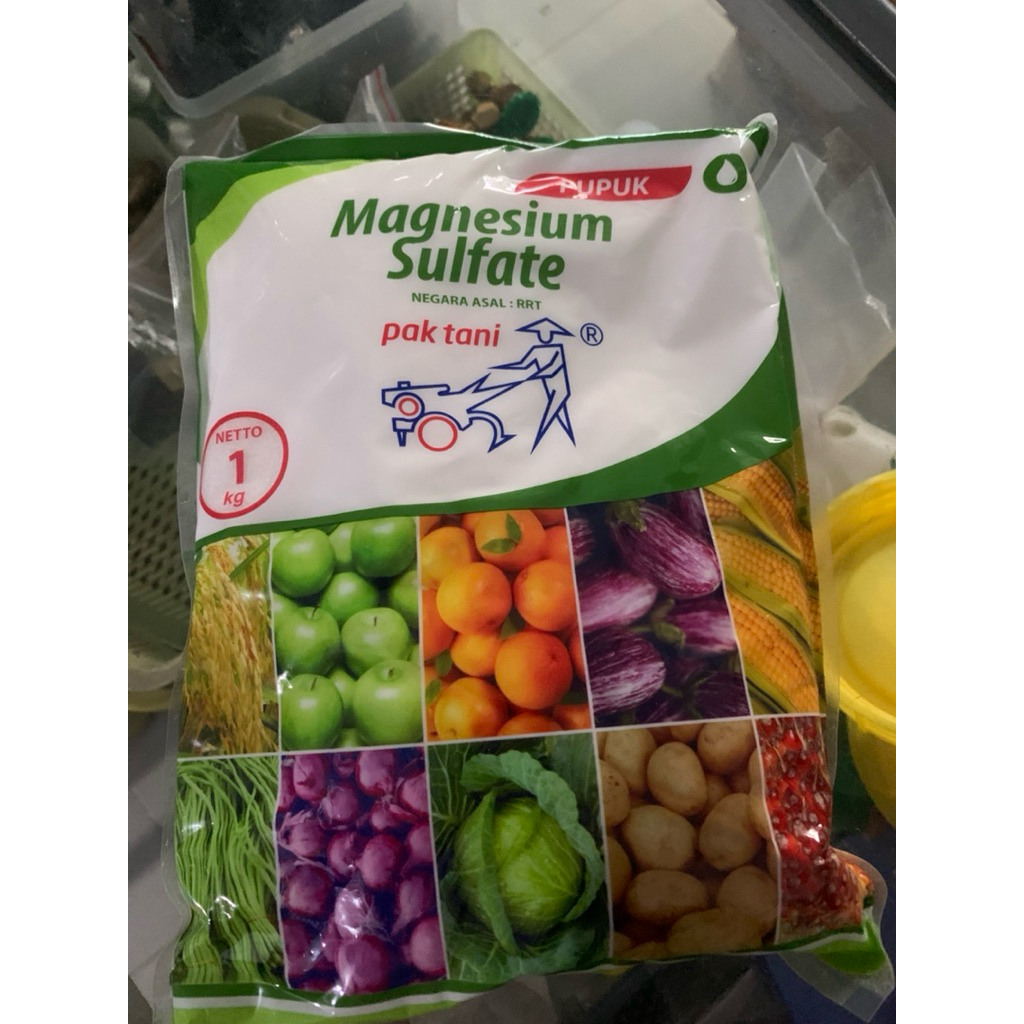 PUPUK
Magnesium
Sulfate
NEGARA ASAL : RRT
pak tani ®
NETTO
1
kg